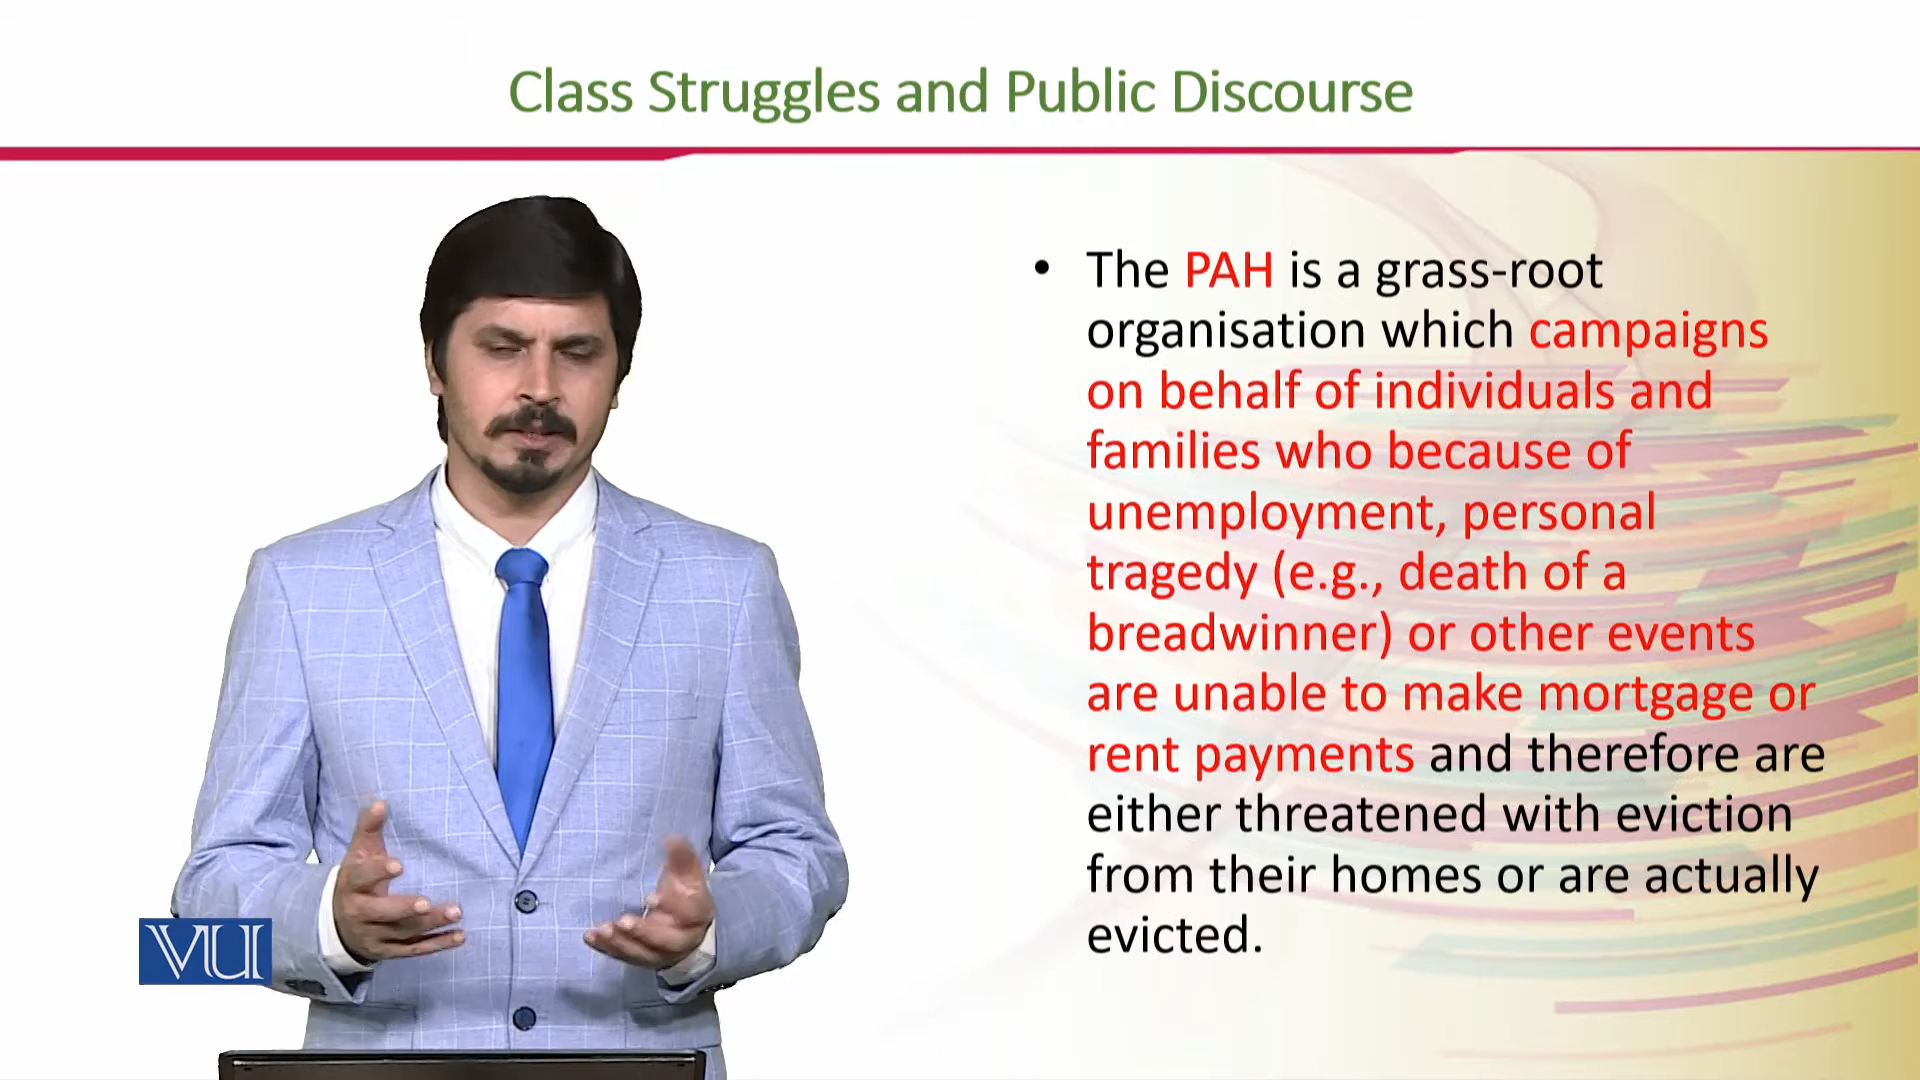 Class Struggles and Public Discourse
• The PAH is a grass-root
organisation which campaigns
on behalf of individuals and
families who because of
unemployment, personal
tragedy (e.g., death of a
breadwinner) or other events
are unable to make mortgage or
rent payments and therefore are
either threatened with eviction
from their homes or are actually
evicted.
VU